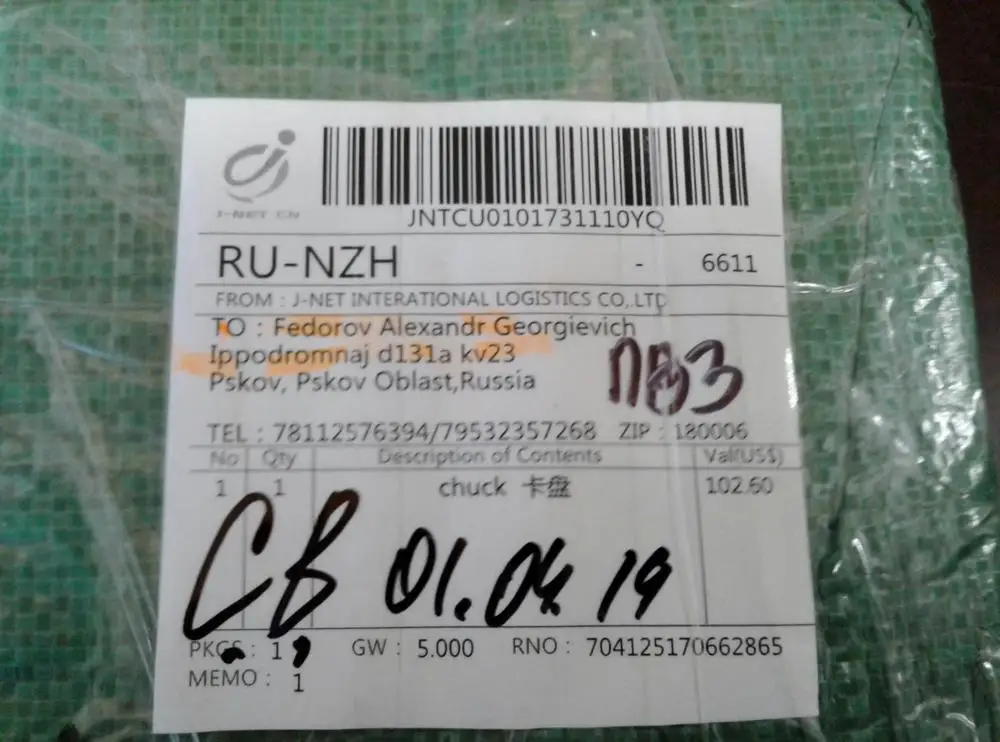 J-NET CN
JNTCU0101731110YQ
RU-NZH - 6611
FROM : J-NET INTERATIONAL LOGISTICS CO,.LTD
TO : Fedorov Alexandr Georgievich
Ippodromnaj d131a kv23
Pskov, Pskov Oblast,Russia
ПВЗ
TEL : 78112576394/79532357268 ZIP : 180006
No Qty Description of Contents Val(US$)
1 1 chuck 卡盘 102.60
СВ 01.04 19
PKGS : 1 GW : 5.000 RNO : 704125170662865
MEMO : 1